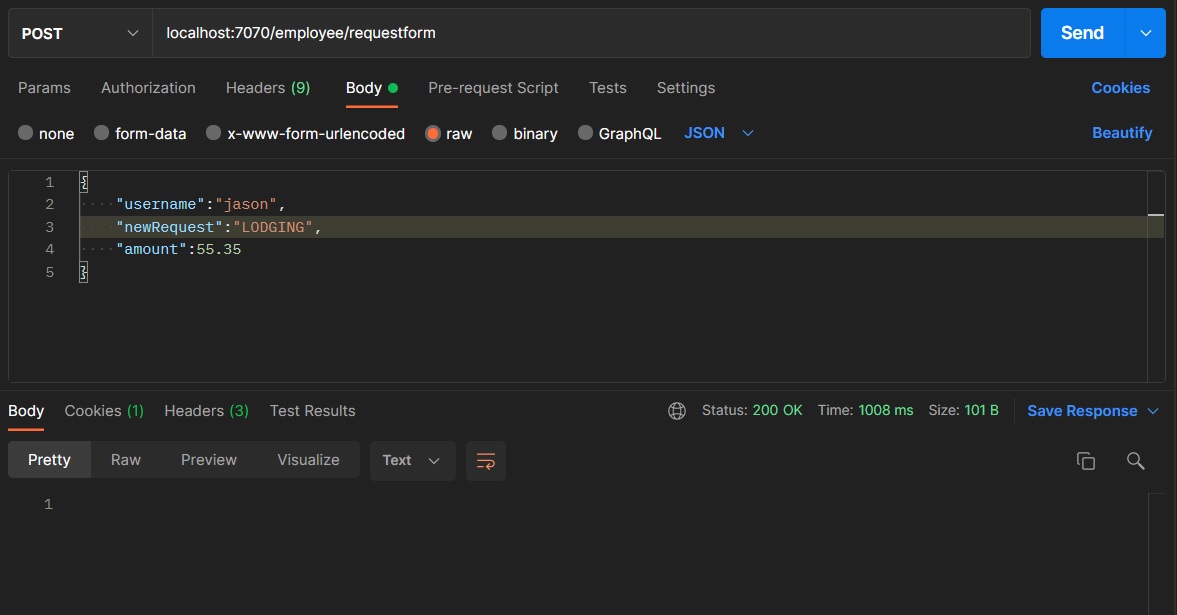 POST localhost:7070/employee/requestform Send
Params Authorization Headers (9) Body Pre-request Script Tests Settings Cookies
none form-data x-www-form-urlencoded raw binary GraphQL JSON Beautify
1 {
2 "username":"jason",
3 "newRequest":"LODGING",
4 "amount":55.35
5 }
Body Cookies (1) Headers (3) Test Results Status: 200 OK Time: 1008 ms Size: 101 B Save Response
Pretty Raw Preview Visualize Text
1